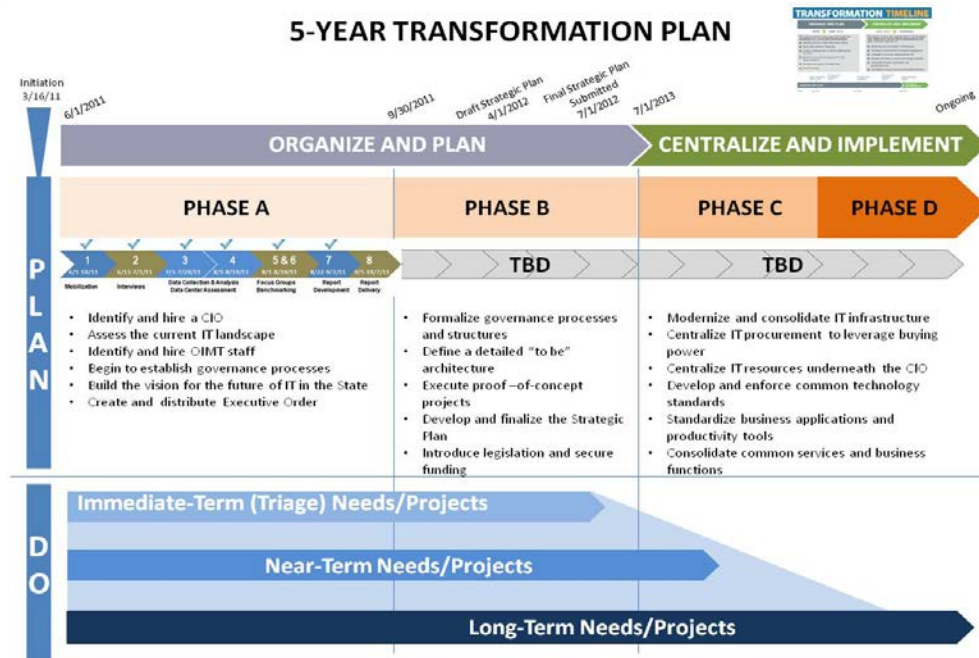 5-YEAR TRANSFORMATION PLAN
TRANSFORMATION TIMELINE
Initiation
3/16/11
6/1/2011
9/30/2011
Draft Strategic Plan
4/1/2012
Final Strategic Plan
Submitted
7/1/2012
7/1/2013
Ongoing
ORGANIZE AND PLAN
CENTRALIZE AND IMPLEMENT
PLAN
PHASE A
PHASE B
PHASE C
PHASE D
1
2
3
4
5 & 6
7
8
Mobilization
Interviews
Data Collection & Analysis
Data Center Assessment
Focus Groups
Benchmarking
Report
Development
Report
Delivery
TBD
TBD
• Identify and hire a CIO
• Assess the current IT landscape
• Identify and hire OIMT staff
• Begin to establish governance processes
• Build the vision for the future of IT in the State
• Create and distribute Executive Order
• Formalize governance processes
and structures
• Define a detailed “to be”
architecture
• Execute proof –of-concept
projects
• Develop and finalize the Strategic
Plan
• Introduce legislation and secure
funding
• Modernize and consolidate IT infrastructure
• Centralize IT procurement to leverage buying
power
• Centralize IT resources underneath the CIO
• Develop and enforce common technology
standards
• Standardize business applications and
productivity tools
• Consolidate common services and business
functions
DO
Immediate-Term (Triage) Needs/Projects
Near-Term Needs/Projects
Long-Term Needs/Projects